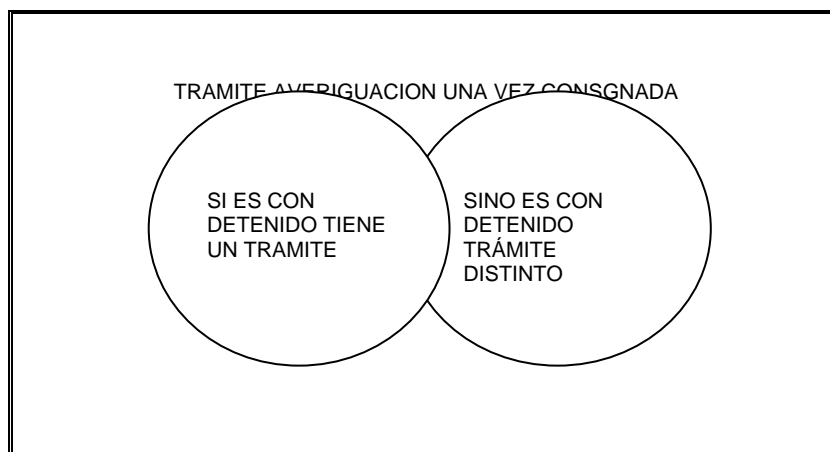 TRAMITE AVERIGUACION UNA VEZ CONSGNADA
SI ES CON
DETENIDO TIENE
UN TRAMITE
SINO ES CON
DETENIDO
TRÁMITE
DISTINTO